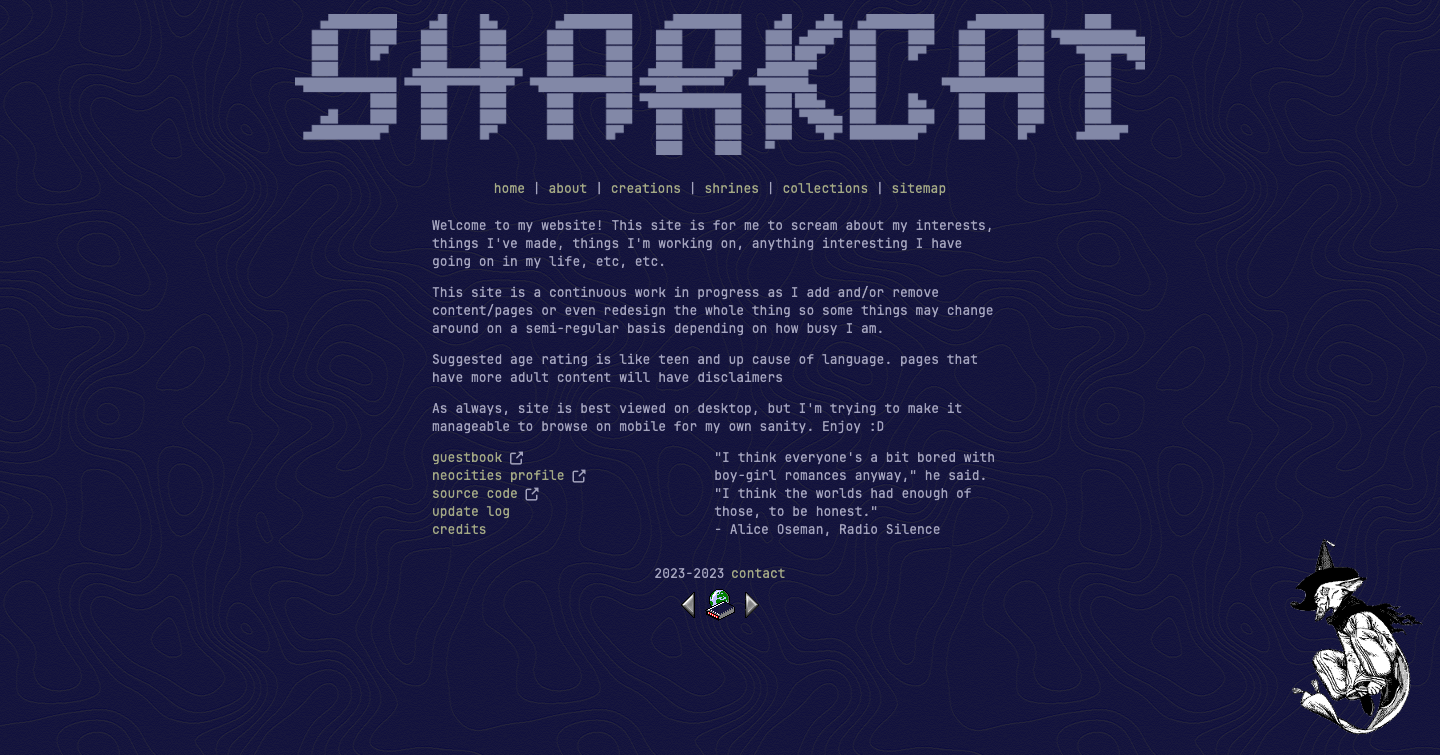 SHARKCAT
home | about | creations | shrines | collections | sitemap
Welcome to my website! This site is for me to scream about my interests,
things I've made, things I'm working on, anything interesting I have
going on in my life, etc, etc.
This site is a continuous work in progress as I add and/or remove
content/pages or even redesign the whole thing so some things may change
around on a semi-regular basis depending on how busy I am.
Suggested age rating is like teen and up cause of language. pages that
have more adult content will have disclaimers
As always, site is best viewed on desktop, but I'm trying to make it
manageable to browse on mobile for my own sanity. Enjoy :D
guestbook
neocities profile
source code
update log
credits
"I think everyone's a bit bored with
boy-girl romances anyway," he said.
"I think the worlds had enough of
those, to be honest."
- Alice Oseman, Radio Silence
2023-2023 contact